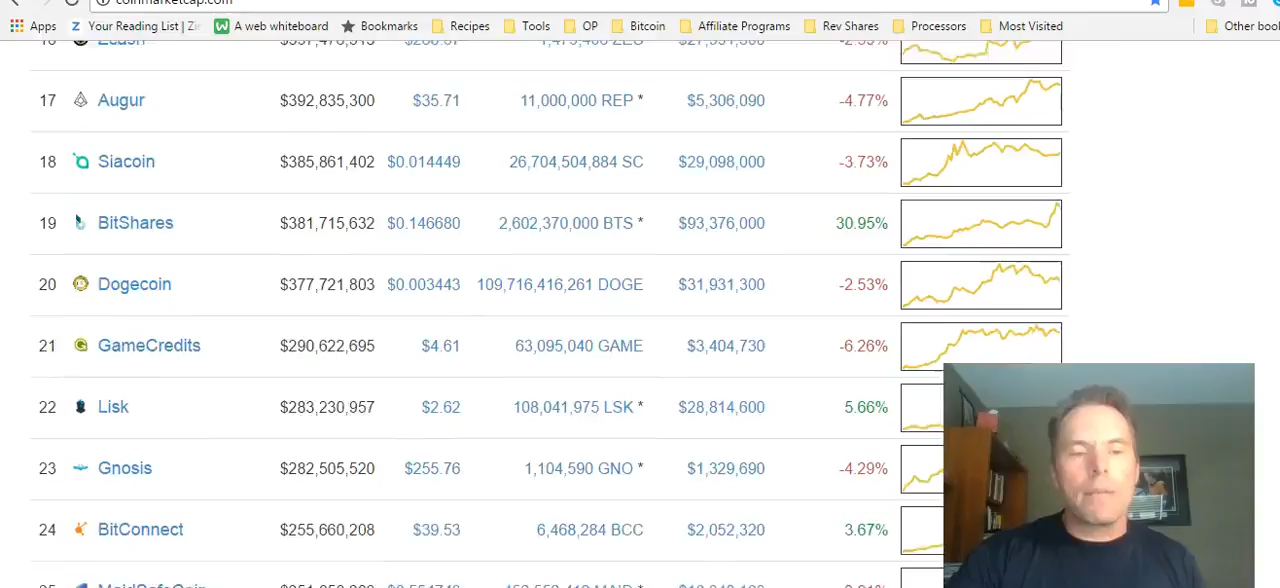 coinmarketcap.com
Apps Your Reading List | Zi A web whiteboard Bookmarks Recipes Tools OP Bitcoin Affiliate Programs Rev Shares Processors Most Visited Other boo
17 Augur $392,835,300 $35.71 11,000,000 REP * $5,306,090 -4.77%
18 Siacoin $385,861,402 $0.014449 26,704,504,884 SC $29,098,000 -3.73%
19 BitShares $381,715,632 $0.146680 2,602,370,000 BTS * $93,376,000 30.95%
20 Dogecoin $377,721,803 $0.003443 109,716,416,261 DOGE $31,931,300 -2.53%
21 GameCredits $290,622,695 $4.61 63,095,040 GAME $3,404,730 -6.26%
22 Lisk $283,230,957 $2.62 108,041,975 LSK * $28,814,600 5.66%
23 Gnosis $282,505,520 $255.76 1,104,590 GNO * $1,329,690 -4.29%
24 BitConnect $255,660,208 $39.53 6,468,284 BCC $2,052,320 3.67%